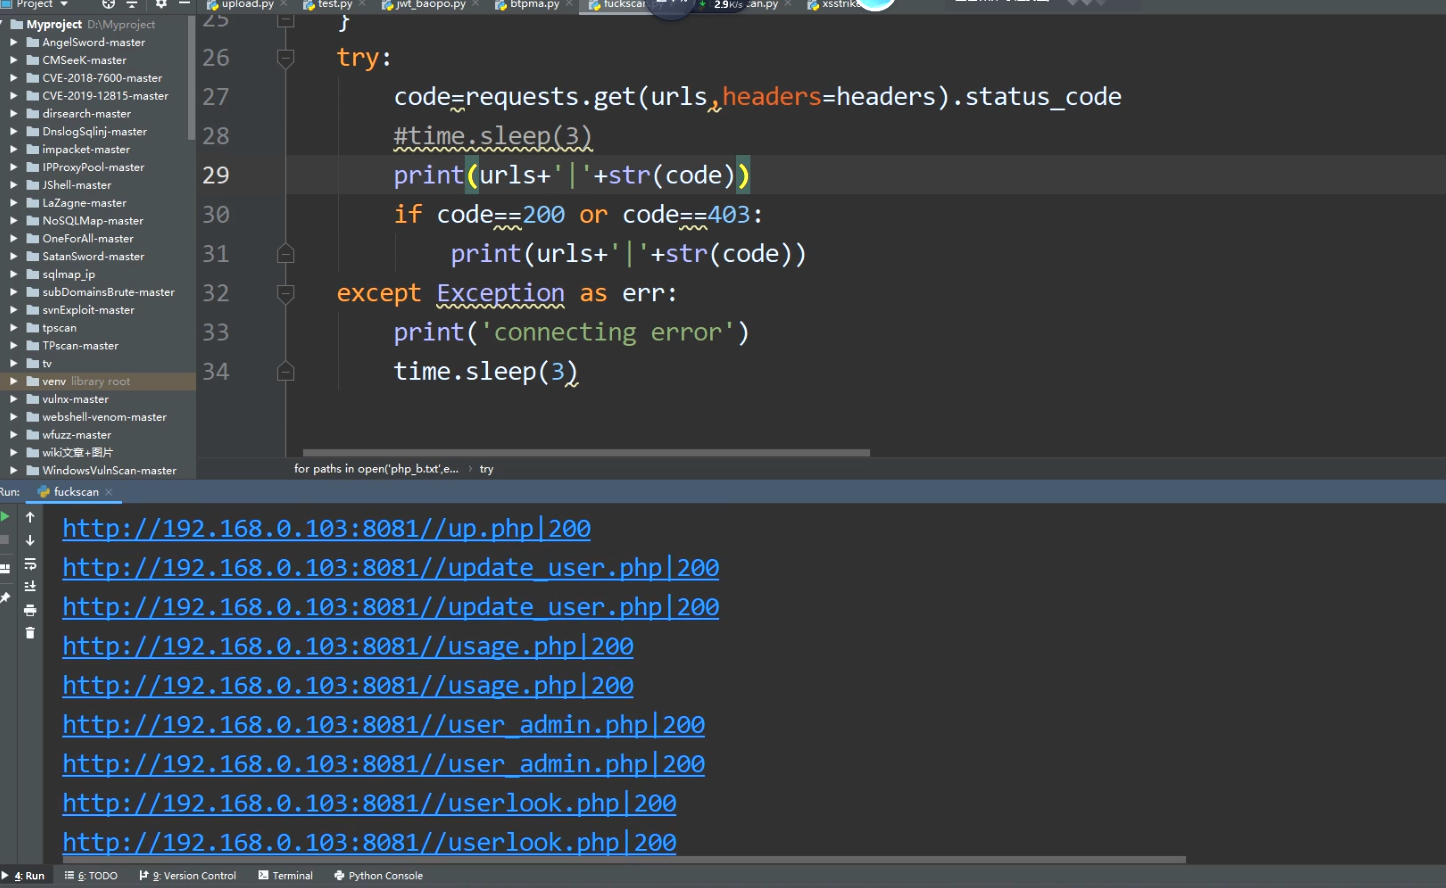 Project
upload.py
test.py
jwt_baopo.py
btpma.py
fuckscan
2.9K/s
can.py
xsstrike
Myproject D:\Myproject
AngelSword-master
CMSeeK-master
CVE-2018-7600-master
CVE-2019-12815-master
dirsearch-master
DnslogSqlinj-master
impacket-master
IPProxyPool-master
JShell-master
LaZagne-master
NoSQLMap-master
OneForAll-master
SatanSword-master
sqlmap_ip
subDomainsBrute-master
svnExploit-master
tpscan
TPscan-master
tv
venv library root
vulnx-master
webshell-venom-master
wfuzz-master
wiki文章+图片
WindowsVulnScan-master
25 }
26 try:
27 code=requests.get(urls,headers=headers).status_code
28 #time.sleep(3)
29 print(urls+'|'+str(code))
30 if code==200 or code==403:
31 print(urls+'|'+str(code))
32 except Exception as err:
33 print('connecting error')
34 time.sleep(3)
for paths in open('php_b.txt',e... › try
Run: fuckscan
http://192.168.0.103:8081//up.php|200
http://192.168.0.103:8081//update_user.php|200
http://192.168.0.103:8081//update_user.php|200
http://192.168.0.103:8081//usage.php|200
http://192.168.0.103:8081//usage.php|200
http://192.168.0.103:8081//user_admin.php|200
http://192.168.0.103:8081//user_admin.php|200
http://192.168.0.103:8081//userlook.php|200
http://192.168.0.103:8081//userlook.php|200
4: Run
6: TODO
9: Version Control
Terminal
Python Console